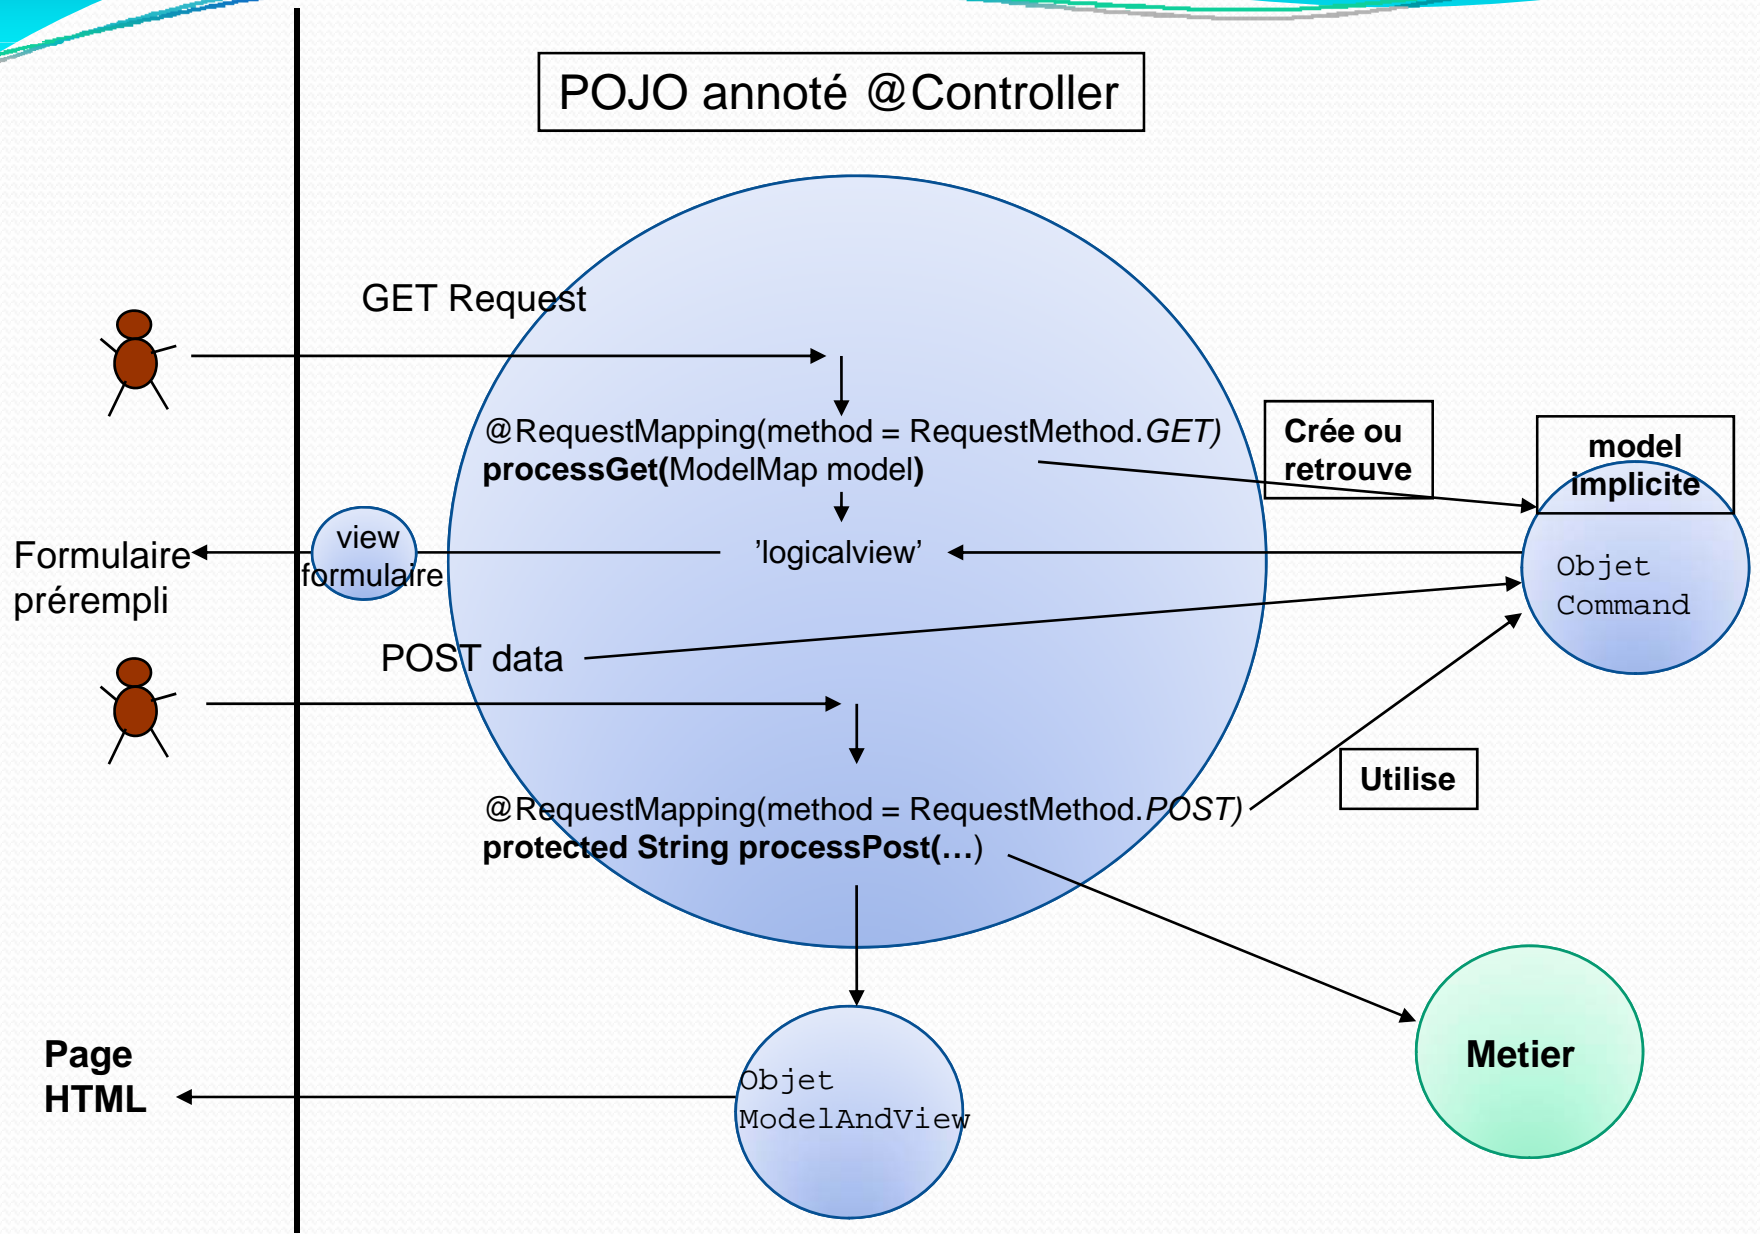 POJO annoté @Controller
GET Request
@RequestMapping(method = RequestMethod.GET)
processGet(ModelMap model)
Crée ou
retrouve
model
implicite
view
formulaire
'logicalview'
Formulaire
prérempli
Objet
Command
POST data
Utilise
@RequestMapping(method = RequestMethod.POST)
protected String processPost(…)
Page
HTML
Objet
ModelAndView
Metier